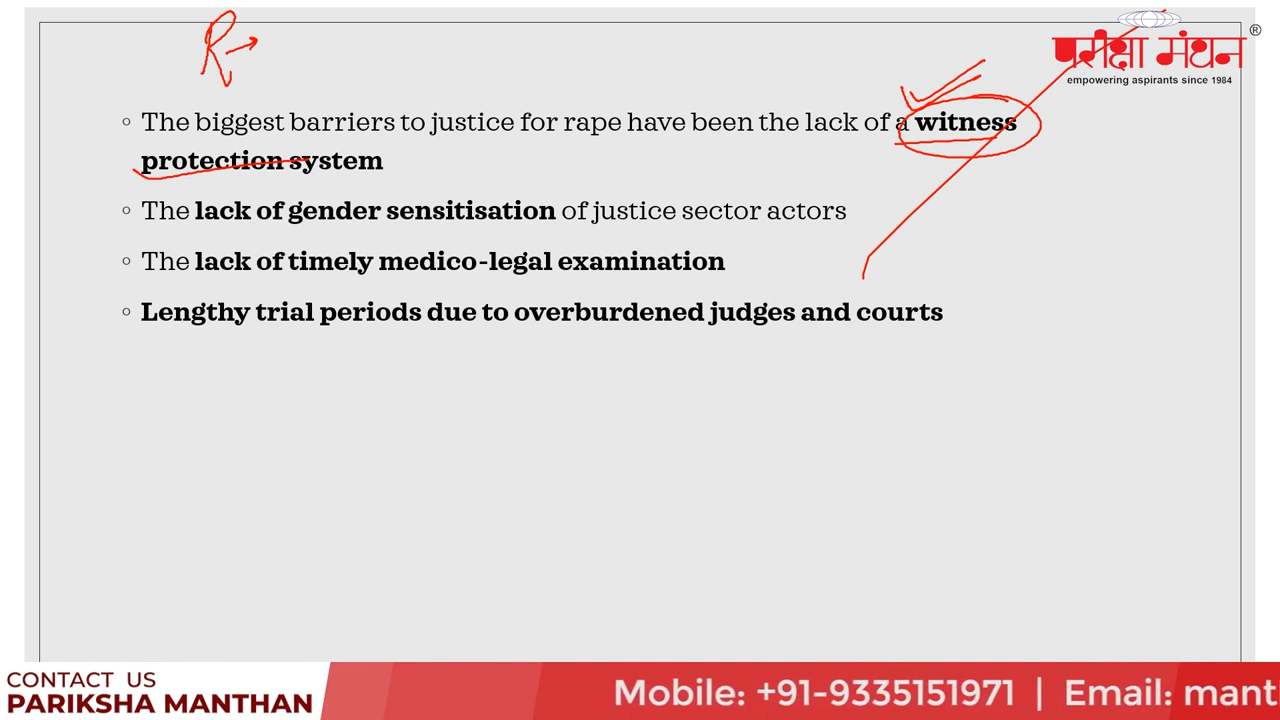 R
परीक्षा मंथन ®
empowering aspirants since 1984
◦ The biggest barriers to justice for rape have been the lack of a witness
protection system
◦ The lack of gender sensitisation of justice sector actors
◦ The lack of timely medico-legal examination
◦ Lengthy trial periods due to overburdened judges and courts
CONTACT US
PARIKSHA MANTHAN
Mobile: +91-9335151971 | Email: mant